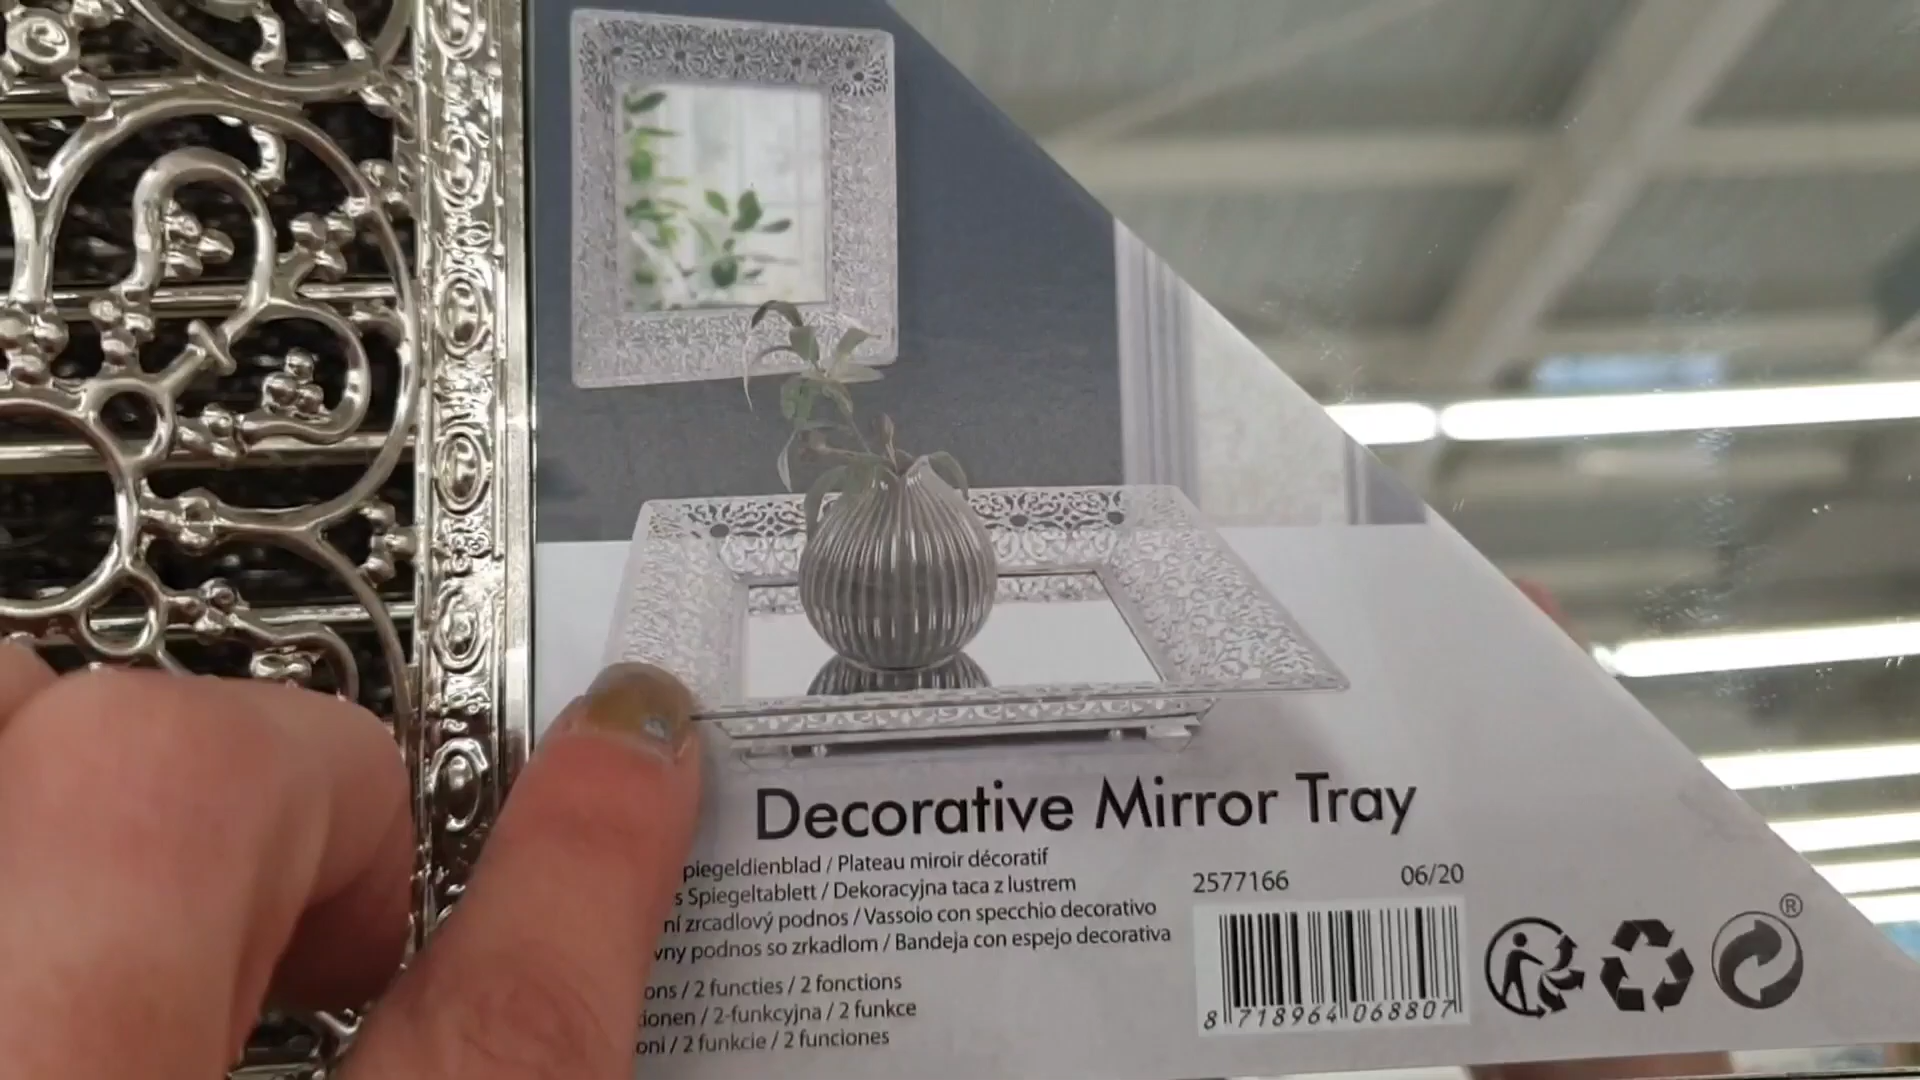 Decorative Mirror Tray
piegeldienblad / Plateau miroir décoratif
s Spiegeltablett / Dekoracyjna taca z lustrem
ní zrcadlový podnos / Vassoio con specchio decorativo
vny podnos so zrkadlom / Bandeja con espejo decorativa
ons / 2 functies / 2 fonctions
ionen / 2-funkcyjna / 2 funkce
oni / 2 funkcie / 2 funciones
2577166 06/20
8 718964 068807
®